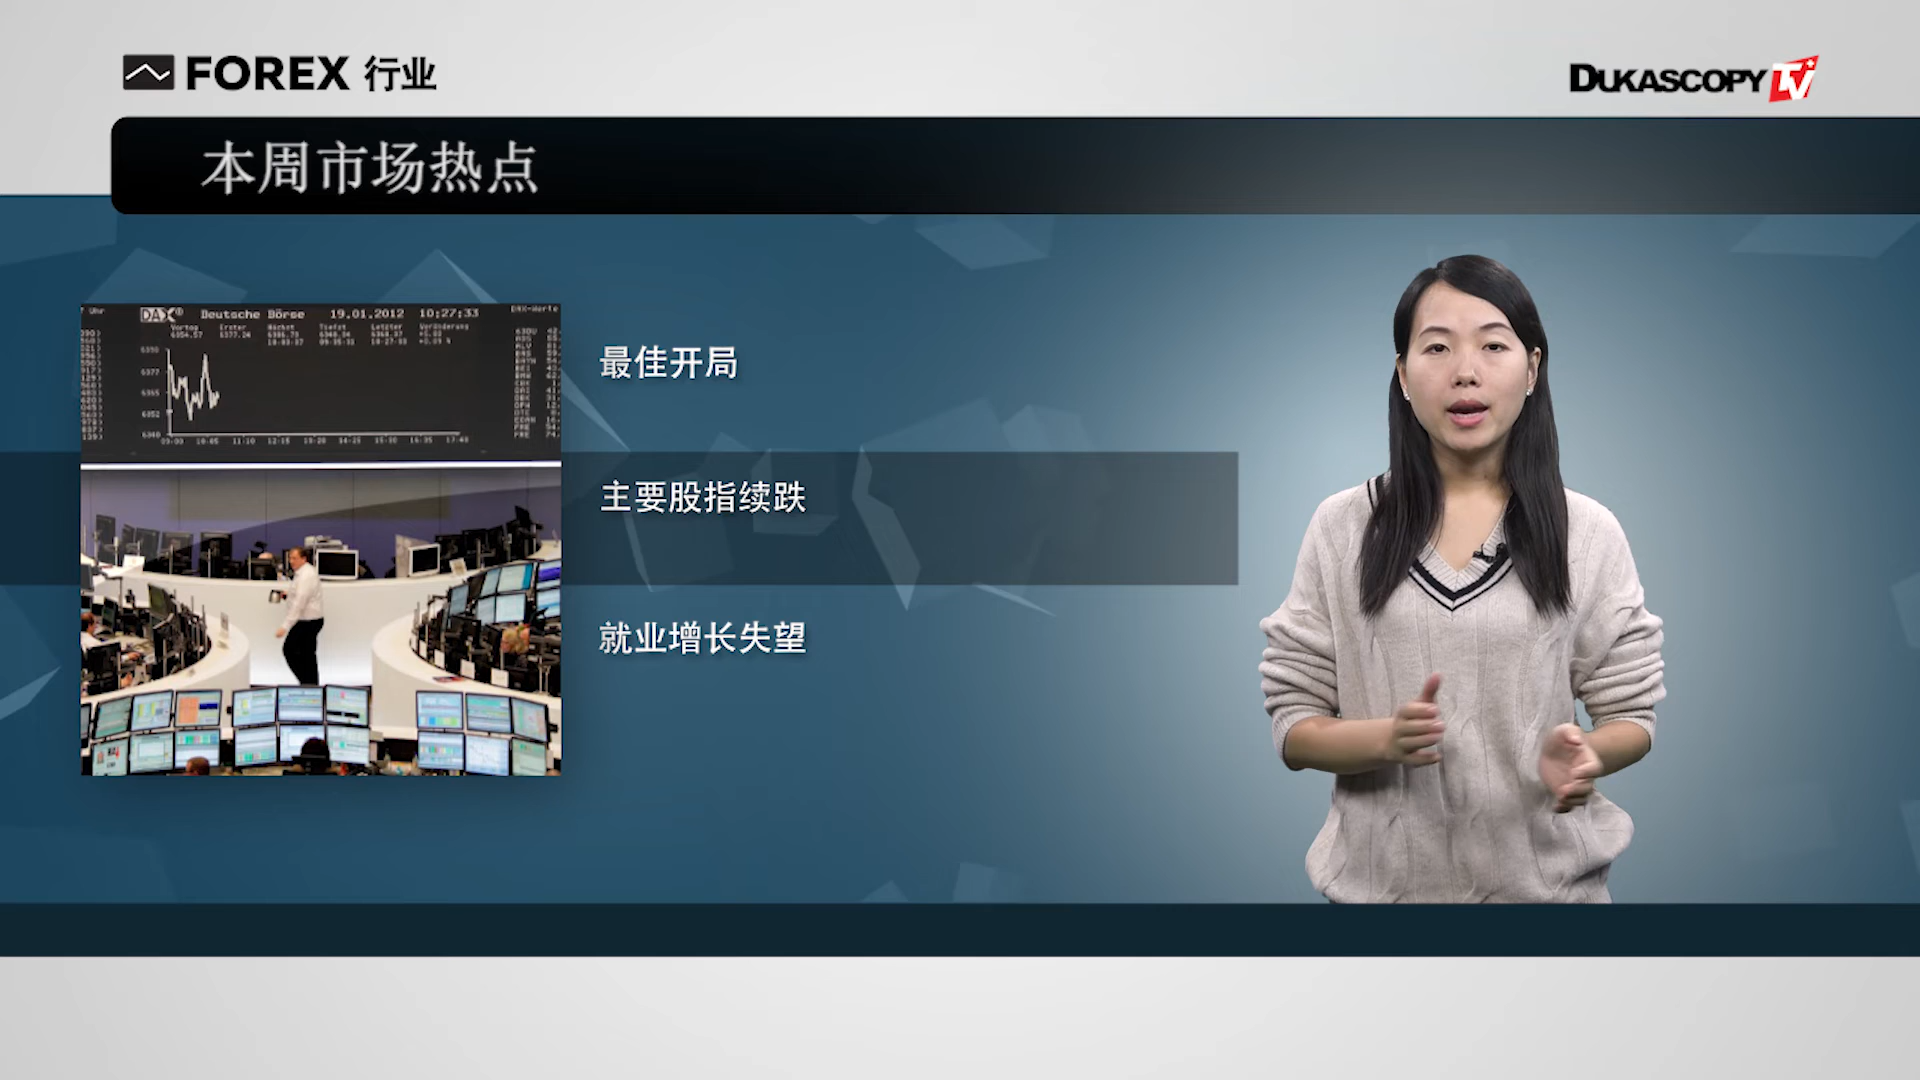 FOREX 行业
DUKASCOPY TV
本周市场热点
DAX® Deutsche Börse 19.01.2012 10:27:33
最佳开局
主要股指续跌
就业增长失望